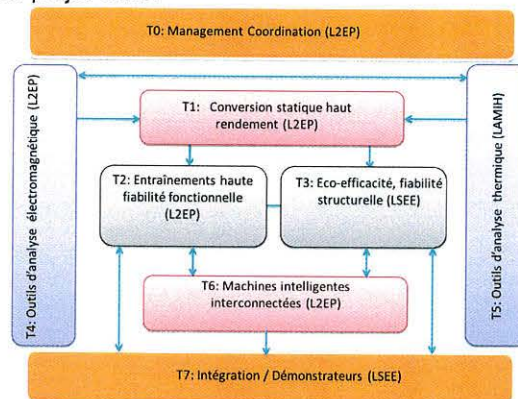 T0: Management Coordination (L2EP)
T4: Outils d'analyse électromagnétique (L2EP)
T5: Outils d'analyse thermique (LAMIH)
T1: Conversion statique haut
rendement (L2EP)
T2: Entraînements haute
fiabilité fonctionnelle
(L2EP)
T3: Eco-efficacité, fiabilité
structurelle (LSEE)
T6: Machines intelligentes
interconnectées (L2EP)
T7: Intégration / Démonstrateurs (LSEE)